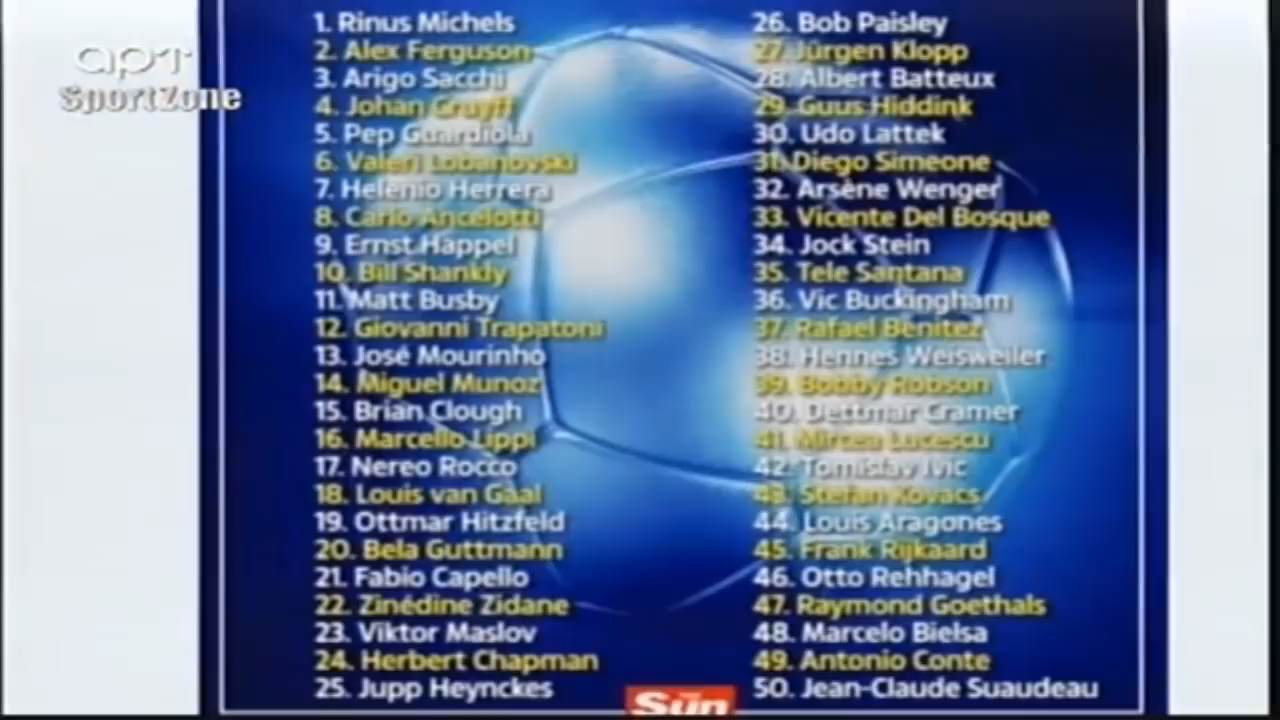 apt
SportZone
1. Rinus Michels
2. Alex Ferguson
3. Arigo Sacchi
4. Johan Cruyff
5. Pep Guardiola
6. Valeri Lobanovski
7. Helenio Herrera
8. Carlo Ancelotti
9. Ernst Happel
10. Bill Shankly
11. Matt Busby
12. Giovanni Trapatoni
13. José Mourinho
14. Miguel Munoz
15. Brian Clough
16. Marcello Lippi
17. Nereo Rocco
18. Louis van Gaal
19. Ottmar Hitzfeld
20. Bela Guttmann
21. Fabio Capello
22. Zinédine Zidane
23. Viktor Maslov
24. Herbert Chapman
25. Jupp Heynckes
26. Bob Paisley
27. Jürgen Klopp
28. Albert Batteux
29. Guus Hiddink
30. Udo Lattek
31. Diego Simeone
32. Arsène Wenger
33. Vicente Del Bosque
34. Jock Stein
35. Tele Santana
36. Vic Buckingham
37. Rafael Benitez
38. Hennes Weisweiler
39. Bobby Robson
40. Dettmar Cramer
41. Mircea Lucescu
42. Tomislav Ivic
43. Stefan Kovacs
44. Louis Aragones
45. Frank Rijkaard
46. Otto Rehhagel
47. Raymond Goethals
48. Marcelo Bielsa
49. Antonio Conte
50. Jean-Claude Suaudeau
Sun